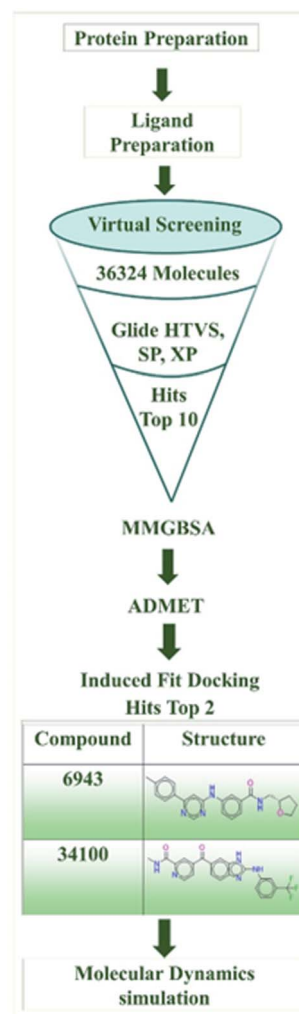 Protein Preparation
Ligand
Preparation
Virtual Screening
36324 Molecules
Glide HTVS,
SP, XP
Hits
Top 10
MMGBSA
ADMET
Induced Fit Docking
Hits Top 2
Compound Structure
6943
H
N
O
N
H
N
N
O
34100
O
O
N
H
N
H
N
N
NH
F
F
F
Molecular Dynamics
simulation